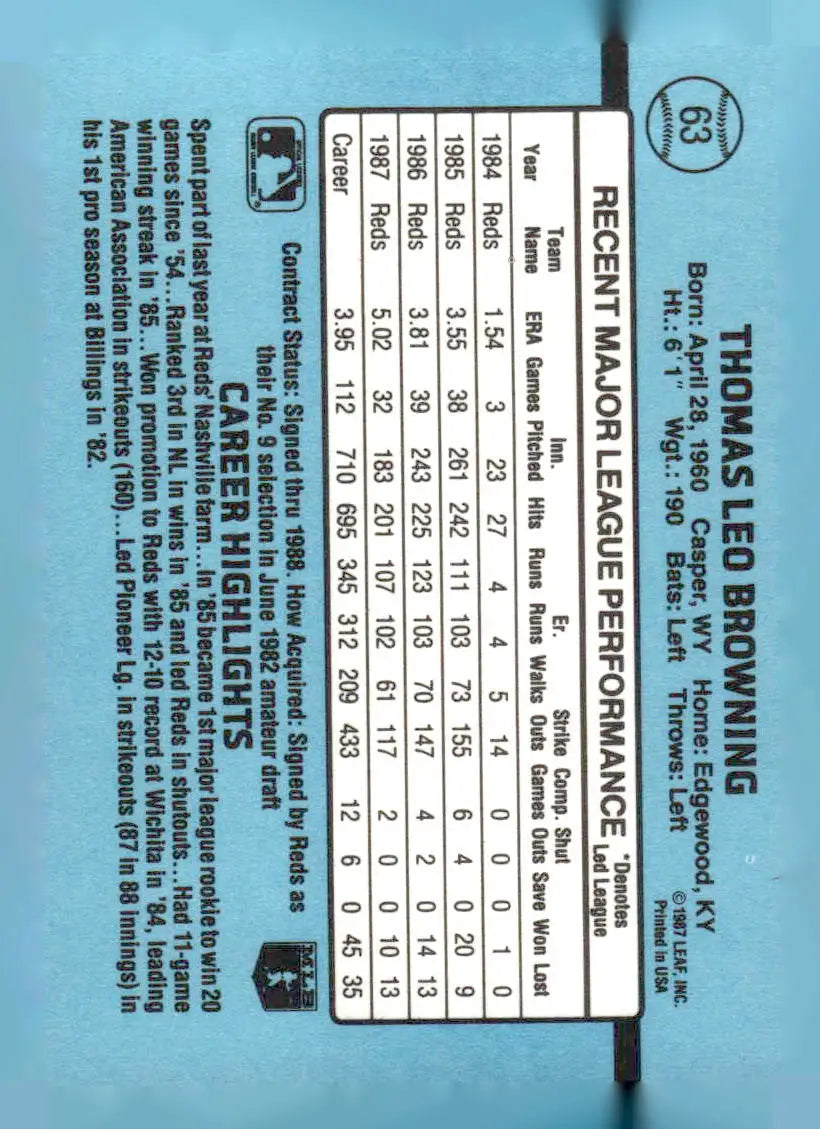 63
THOMAS LEO BROWNING
Born: April 28, 1960 Casper, WY Home: Edgewood, KY
Ht.: 6'1" Wgt.: 190 Bats: Left Throws: Left
©1987 LEAF, INC.
Printed in USA
RECENT MAJOR LEAGUE PERFORMANCE *Denotes Led League
Year Team Name ERA Games Inn. Pitched Hits Runs Er. Runs Walks Strike Outs Comp. Games Shut Outs Save Won Lost
1984 Reds 1.54 3 23 27 4 4 5 14 0 0 0 1 0
1985 Reds 3.55 38 261 242 111 103 73 155 6 4 0 20 9
1986 Reds 3.81 39 243 225 123 103 70 147 4 2 0 14 13
1987 Reds 5.02 32 183 201 107 102 61 117 2 0 0 10 13
Career 3.95 112 710 695 345 312 209 433 12 6 0 45 35
Contract Status: Signed thru 1988. How Acquired: Signed by Reds as
their No. 9 selection in June 1982 amateur draft
MLB
CAREER HIGHLIGHTS
Spent part of last year at Reds' Nashville farm...In '85 became 1st major league rookie to win 20
games since '54...Ranked 3rd in NL in wins in '85 and led Reds in shutouts...Had 11-game
winning streak in '85...Won promotion to Reds with 12-10 record at Wichita in '84, leading
American Association in strikeouts (160)...Led Pioneer Lg. in strikeouts (87 in 88 innings) in
his 1st pro season at Billings in '82.